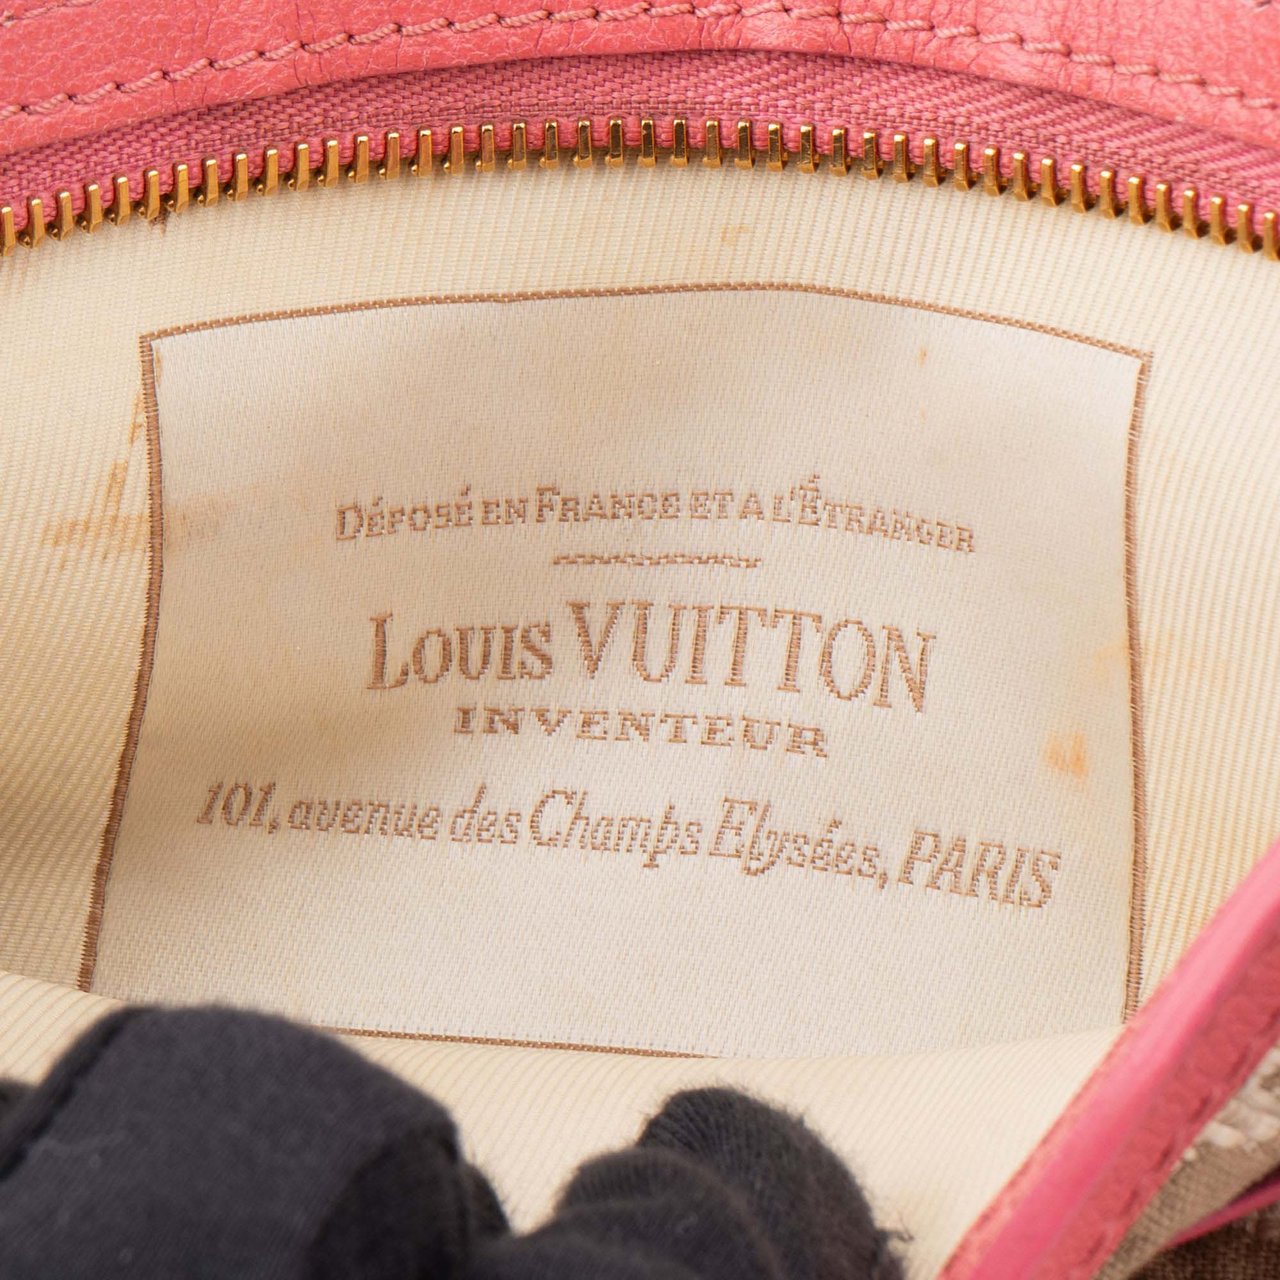 DÉPOSÉ EN FRANCE ET A L'ÉTRANGER
LOUIS VUITTON
INVENTEUR
101, avenue des Champs Elysées, PARIS